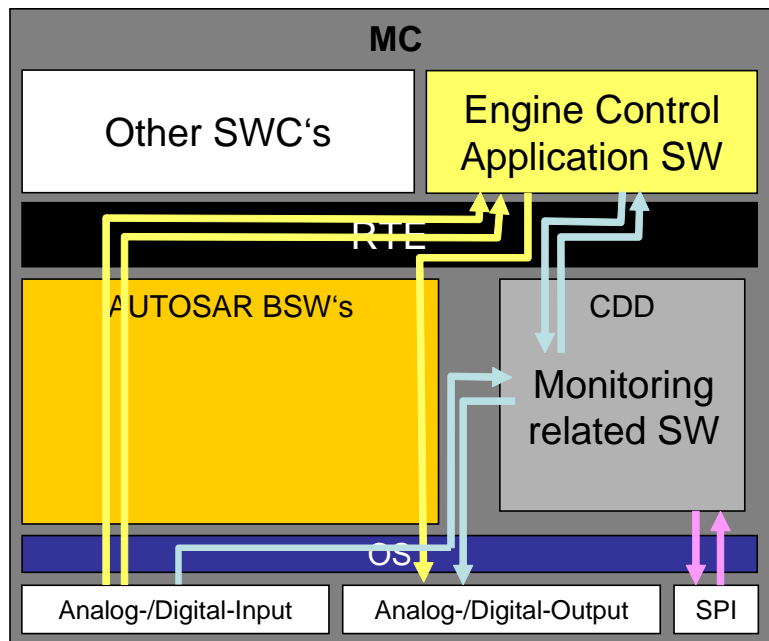 MC
Other SWC‘s
Engine Control
Application SW
RTE
AUTOSAR BSW‘s
CDD
Monitoring
related SW
OS
Analog-/Digital-Input
Analog-/Digital-Output
SPI